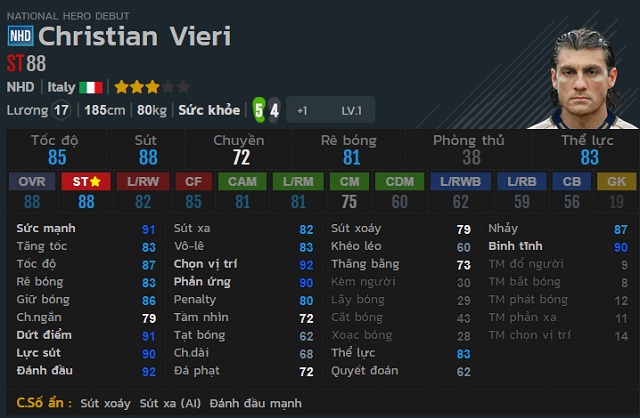 NATIONAL HERO DEBUT
NHD Christian Vieri
ST 88
NHD Italy
Lương 17 185cm 80kg Sức khỏe 5 4 +1 LV.1
Tốc độ Sút Chuyền Rê bóng Phòng thủ Thể lực
85 88 72 81 38 83
OVR ST L/RW CF CAM L/RM CM CDM L/RWB L/RB CB GK
88 88 82 85 81 81 75 60 62 59 56 19
Sức mạnh 91 Sút xa 82 Sút xoáy 79 Nhảy 87
Tăng tốc 83 Vô-lê 83 Khéo léo 60 Bình tĩnh 90
Tốc độ 87 Chọn vị trí 92 Thăng bằng 73 TM đổ người 9
Rê bóng 83 Phản ứng 90 Kèm người 30 TM bắt bóng 8
Giữ bóng 86 Penalty 80 Lấy bóng 29 TM phát bóng 12
Ch.ngắn 79 Tầm nhìn 72 Cắt bóng 43 TM phản xạ 11
Dứt điểm 91 Tạt bóng 62 Xoạc bóng 28 TM chọn vị trí 14
Lực sút 90 Ch.dài 68 Thể lực 83
Đánh đầu 92 Đá phạt 72 Quyết đoán 62
C.Số ẩn : Sút xoáy Sút xa (AI) Đánh đầu mạnh